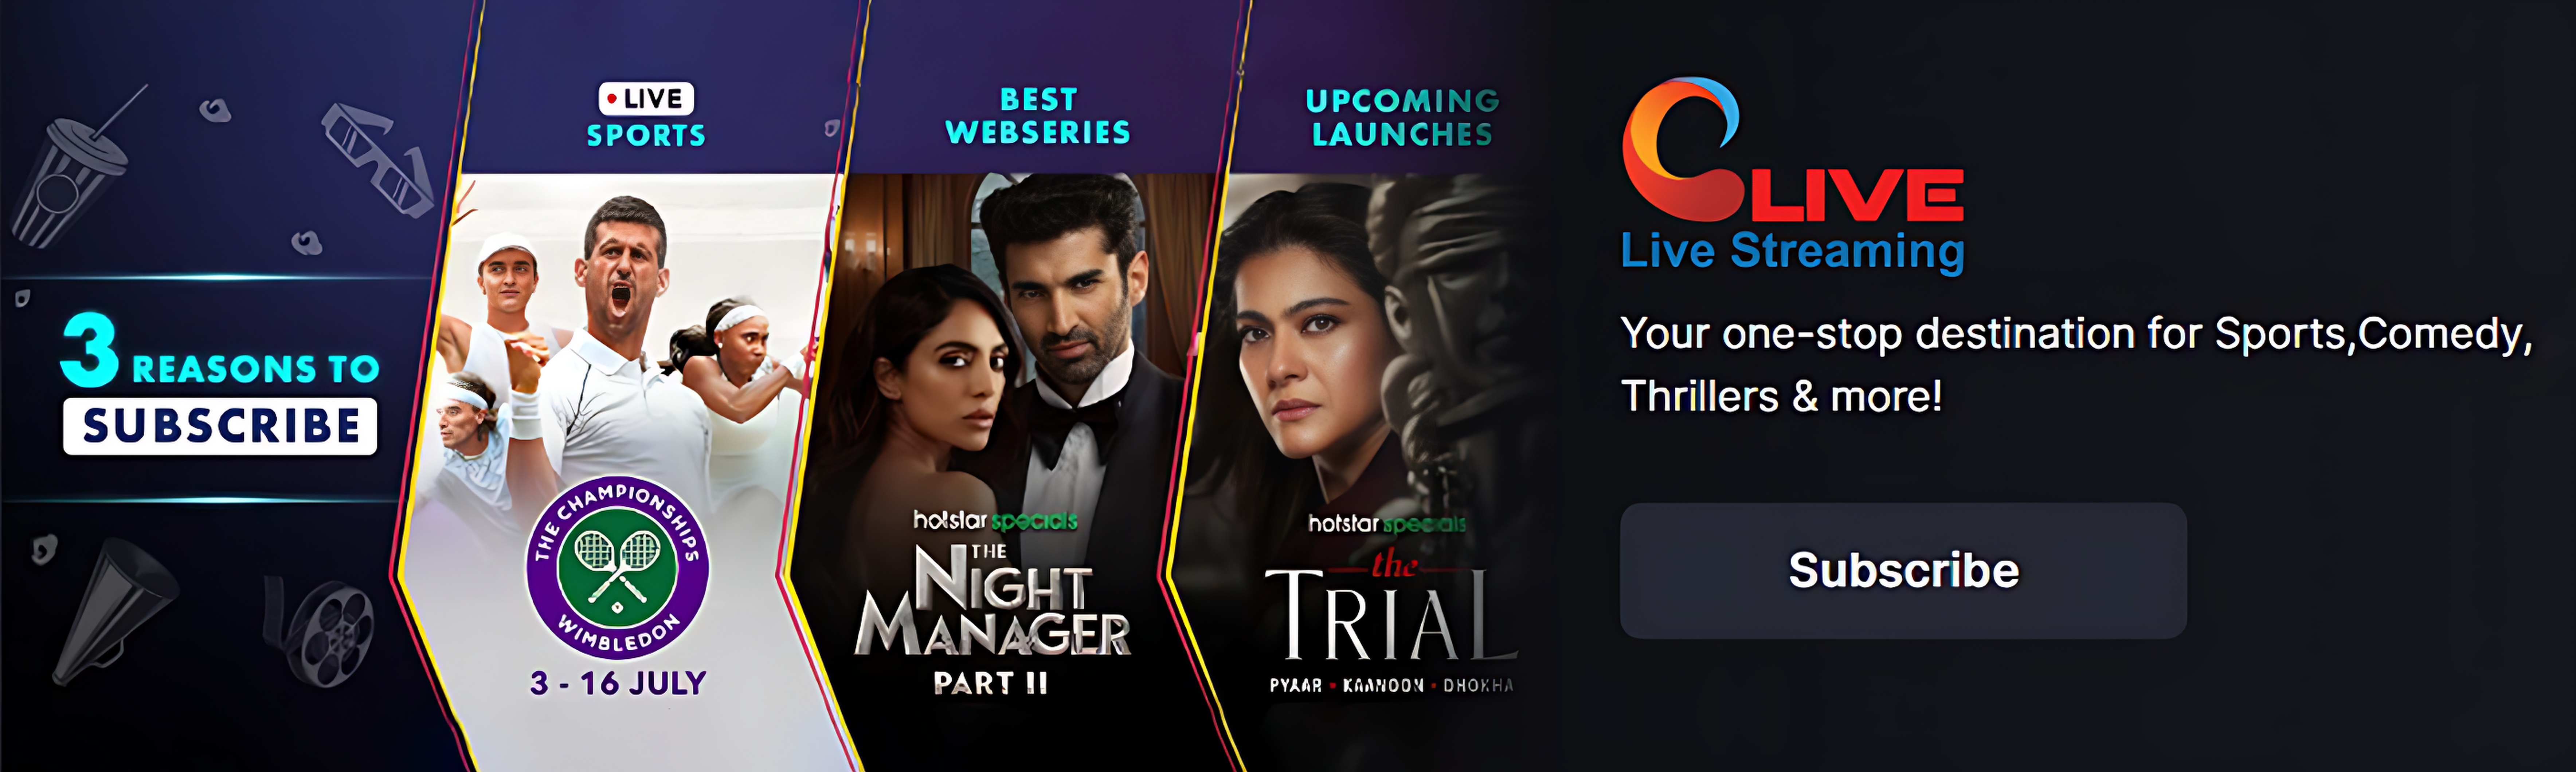 3 REASONS TO
SUBSCRIBE
LIVE
SPORTS
THE CHAMPIONSHIPS
WIMBLEDON
3 - 16 JULY
BEST
WEBSERIES
hotstar specials
THE
NIGHT
MANAGER
PART II
UPCOMING
LAUNCHES
hotstar specials
the
TRIAL
PYAAR • KAANOON • DHOKHA
LIVE
Live Streaming
Your one-stop destination for Sports,Comedy,
Thrillers & more!
Subscribe